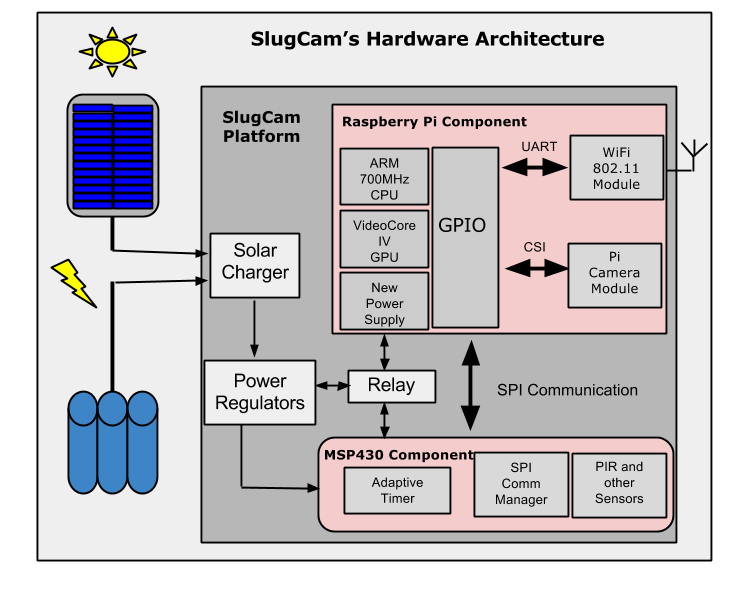 SlugCam's Hardware Architecture
SlugCam
Platform
Raspberry Pi Component
ARM
700MHz
CPU
VideoCore
IV
GPU
New
Power
Supply
GPIO
UART
WiFi
802.11
Module
CSI
Pi
Camera
Module
Solar
Charger
Power
Regulators
Relay
SPI Communication
MSP430 Component
Adaptive
Timer
SPI
Comm
Manager
PIR and
other
Sensors